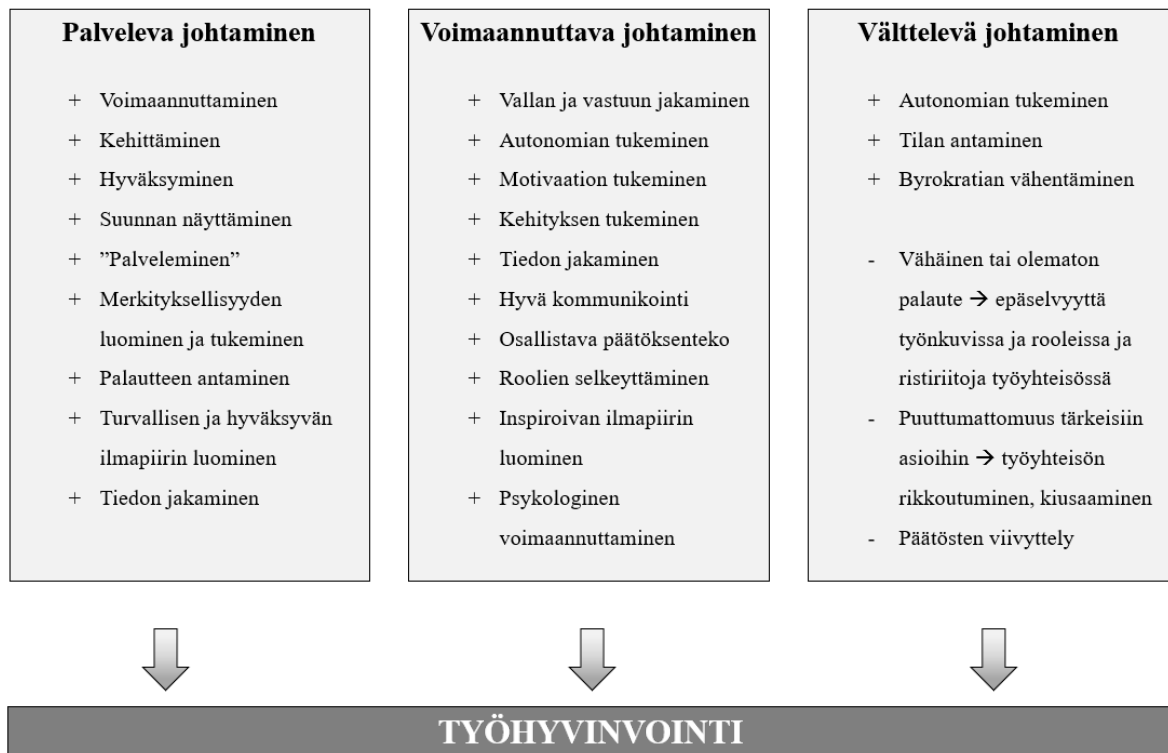 Palveleva johtaminen
+ Voimaannuttaminen
+ Kehittäminen
+ Hyväksyminen
+ Suunnan näyttäminen
+ ”Palveleminen”
+ Merkityksellisyyden
luominen ja tukeminen
+ Palautteen antaminen
+ Turvallisen ja hyväksyvän
ilmapiirin luominen
+ Tiedon jakaminen
Voimaannuttava johtaminen
+ Vallan ja vastuun jakaminen
+ Autonomian tukeminen
+ Motivaation tukeminen
+ Kehityksen tukeminen
+ Tiedon jakaminen
+ Hyvä kommunikointi
+ Osallistava päätöksenteko
+ Roolien selkeyttäminen
+ Inspiroivan ilmapiirin
luominen
+ Psykologinen
voimaannuttaminen
Välttelevä johtaminen
+ Autonomian tukeminen
+ Tilan antaminen
+ Byrokratian vähentäminen
- Vähäinen tai olematon
palaute → epäselvyyttä
työnkuvissa ja rooleissa ja
ristiriitoja työyhteisössä
- Puuttumattomuus tärkeisiin
asioihin → työyhteisön
rikkoutuminen, kiusaaminen
- Päätösten viivyttely
TYÖHYVINVOINTI